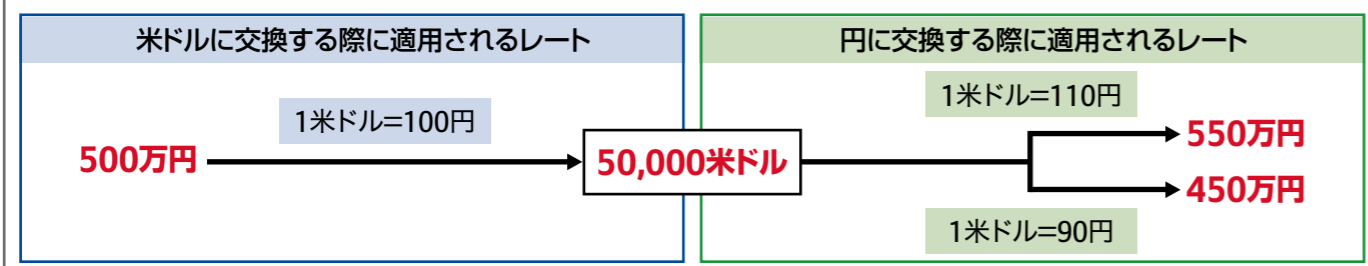 米ドルに交換する際に適用されるレート
円に交換する際に適用されるレート
1米ドル=100円
500万円
50,000米ドル
1米ドル=110円
550万円
450万円
1米ドル=90円